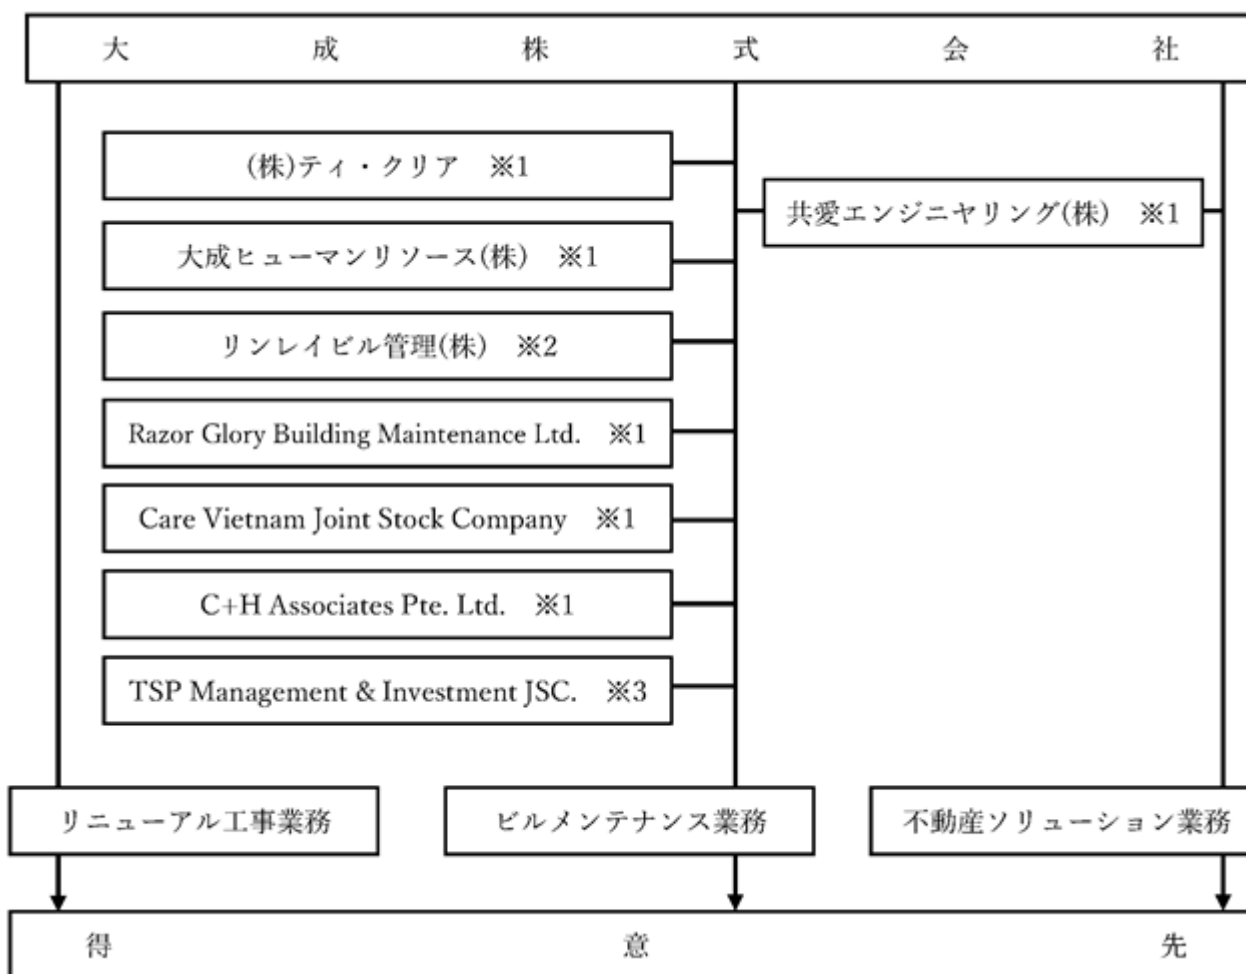 大成株式会社
(株)ティ・クリア ※1
共愛エンジニヤリング(株) ※1
大成ヒューマンリソース(株) ※1
リンレイビル管理(株) ※2
Razor Glory Building Maintenance Ltd. ※1
Care Vietnam Joint Stock Company ※1
C+H Associates Pte. Ltd. ※1
TSP Management & Investment JSC. ※3
リニューアル工事業務
ビルメンテナンス業務
不動産ソリューション業務
得意先